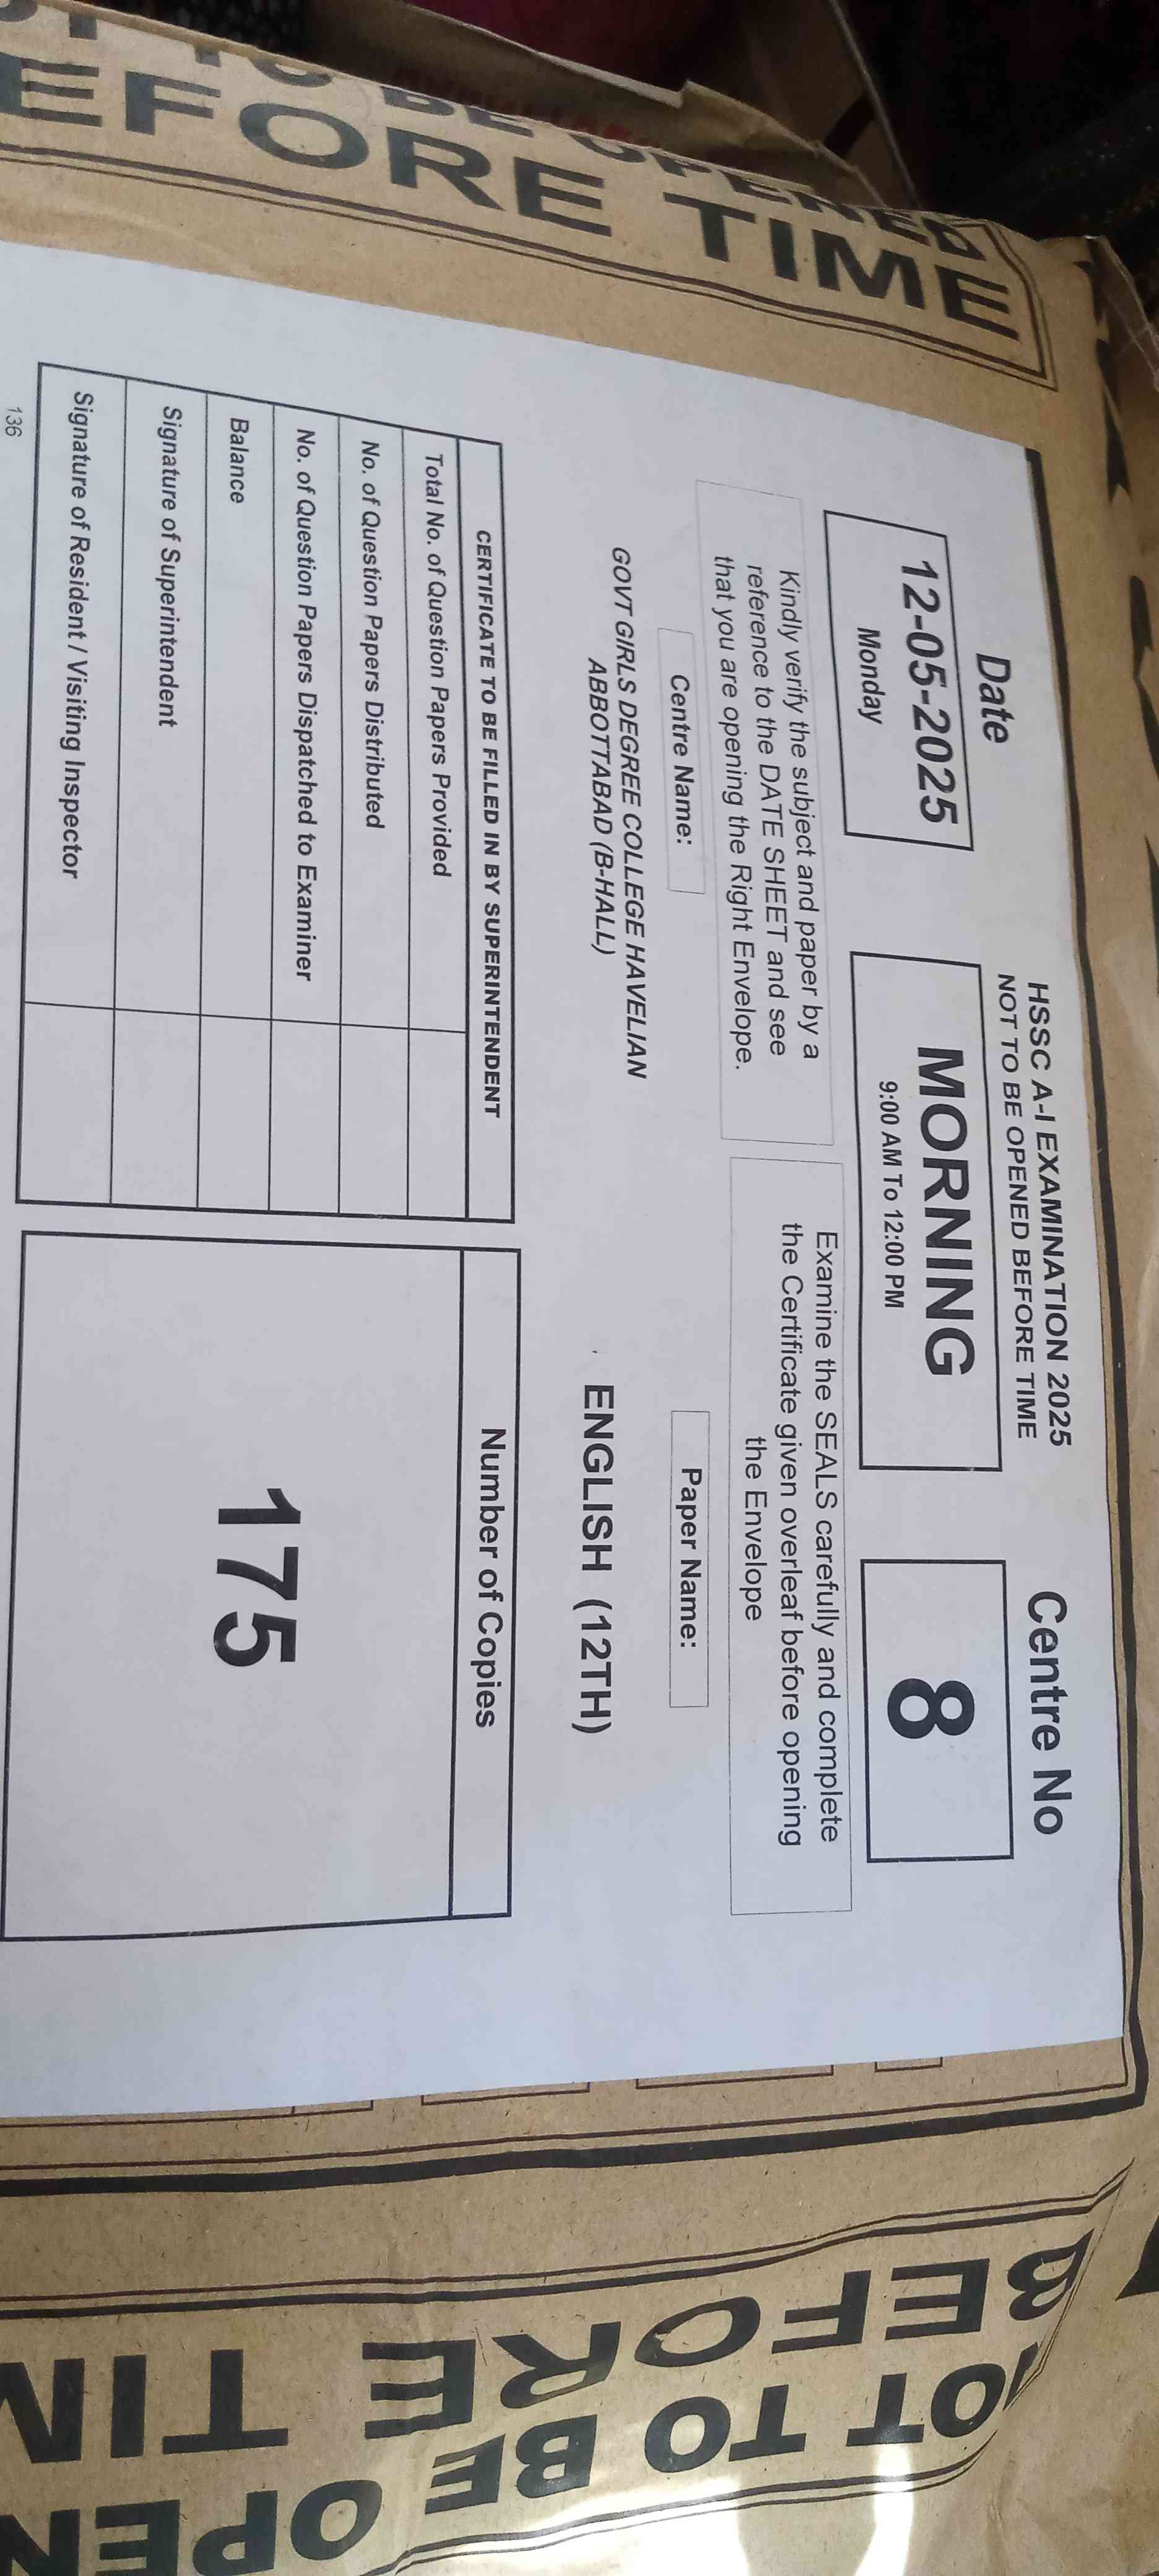 NOT TO BE OPENED
BEFORE TIME
HSSC A-I EXAMINATION 2025
NOT TO BE OPENED BEFORE TIME
Date
12-05-2025
Monday
MORNING
9:00 AM To 12:00 PM
Centre No
8
Kindly verify the subject and paper by a
reference to the DATE SHEET and see
that you are opening the Right Envelope.
Examine the SEALS carefully and complete
the Certificate given overleaf before opening
the Envelope
Centre Name:
Paper Name:
GOVT GIRLS DEGREE COLLEGE HAVELIAN
ABBOTTABAD (B-HALL)
ENGLISH (12TH)
CERTIFICATE TO BE FILLED IN BY SUPERINTENDENT
Total No. of Question Papers Provided
No. of Question Papers Distributed
No. of Question Papers Dispatched to Examiner
Balance
Signature of Superintendent
Signature of Resident / Visiting Inspector
Number of Copies
175
136
NOT TO BE OPEN
BEFORE TIM